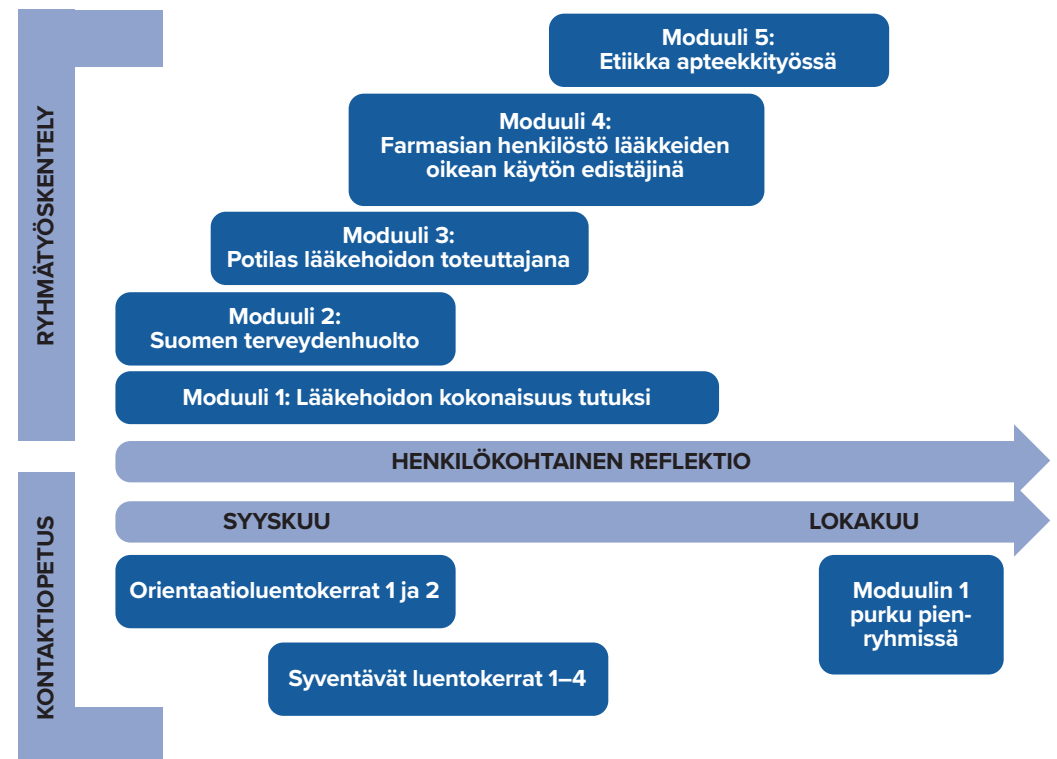 RYHMÄTYÖSKENTELY
Moduuli 5:
Etiikka apteekkityössä
Moduuli 4:
Farmasian henkilöstö lääkkeiden
oikean käytön edistäjinä
Moduuli 3:
Potilas lääkehoidon toteuttajana
Moduuli 2:
Suomen terveydenhuolto
Moduuli 1: Lääkehoidon kokonaisuus tutuksi
HENKILÖKOHTAINEN REFLEKTIO
SYYSKUU
LOKAKUU
KONTAKTIOPETUS
Orientaatioluentokerrat 1 ja 2
Moduulin 1
purku pien-
ryhmissä
Syventävät luentokerrat 1–4